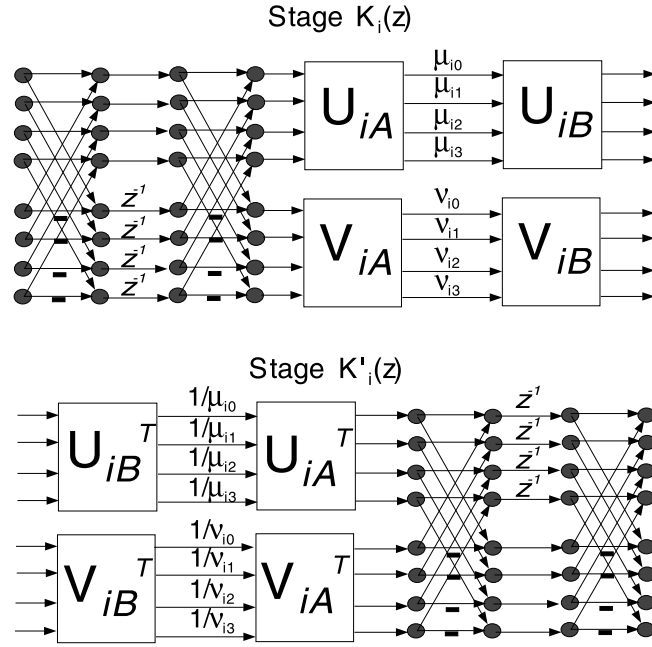 Stage K_i(z)
μ_i0
μ_i1
U_iA
U_iB
μ_i2
μ_i3
z^-1
ν_i0
z^-1
ν_i1
V_iA
V_iB
z^-1
ν_i2
z^-1
ν_i3
Stage K'_i(z)
1/μ_i0
z^-1
1/μ_i1
z^-1
U_iB^T
U_iA^T
1/μ_i2
z^-1
1/μ_i3
z^-1
1/ν_i0
1/ν_i1
V_iB^T
V_iA^T
1/ν_i2
1/ν_i3